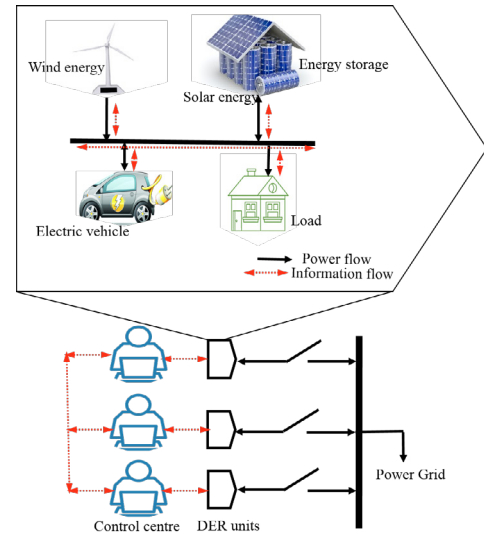 Wind energy
Energy storage
Solar energy
Electric vehicle
Load
Power flow
Information flow
Power Grid
Control centre
DER units